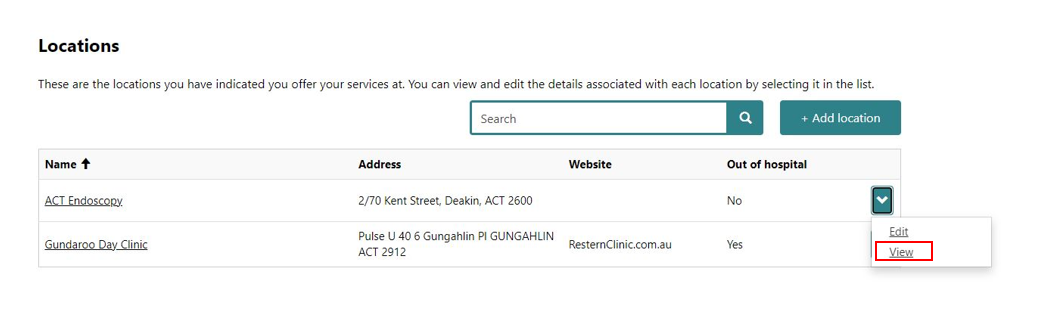 Locations
These are the locations you have indicated you offer your services at. You can view and edit the details associated with each location by selecting it in the list.
Search
+ Add location
Name Address Website Out of hospital
ACT Endoscopy 2/70 Kent Street, Deakin, ACT 2600 No
Edit
Gundaroo Day Clinic Pulse U 40 6 Gungahlin Pl GUNGAHLIN ResternClinic.com.au Yes
ACT 2912
View